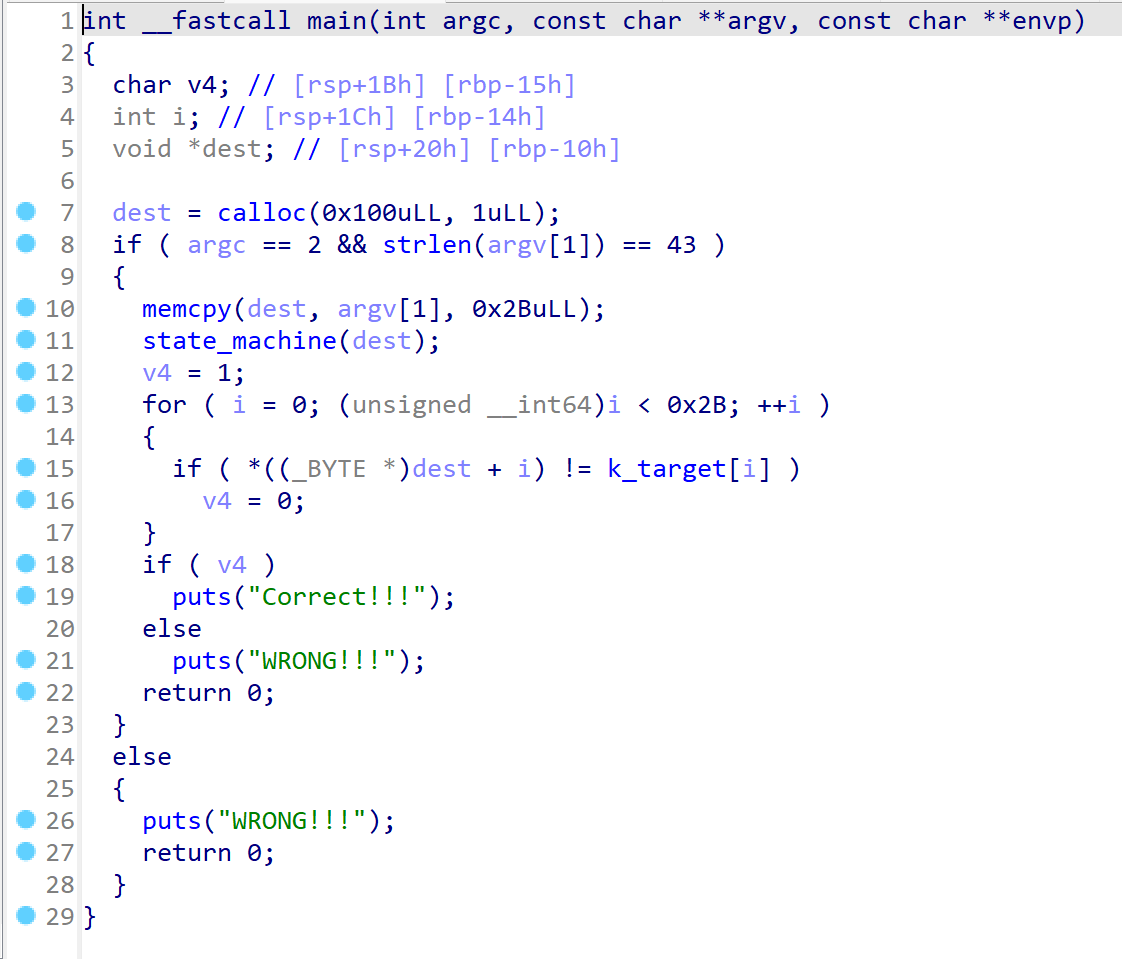 1 int __fastcall main(int argc, const char **argv, const char **envp)
2 {
3   char v4; // [rsp+1Bh] [rbp-15h]
4   int i; // [rsp+1Ch] [rbp-14h]
5   void *dest; // [rsp+20h] [rbp-10h]
6
7   dest = calloc(0x100uLL, 1uLL);
8   if ( argc == 2 && strlen(argv[1]) == 43 )
9   {
10     memcpy(dest, argv[1], 0x2BuLL);
11     state_machine(dest);
12     v4 = 1;
13     for ( i = 0; (unsigned __int64)i < 0x2B; ++i )
14     {
15       if ( *((_BYTE *)dest + i) != k_target[i] )
16         v4 = 0;
17     }
18     if ( v4 )
19       puts("Correct!!!");
20     else
21       puts("WRONG!!!");
22     return 0;
23   }
24   else
25   {
26     puts("WRONG!!!");
27     return 0;
28   }
29 }